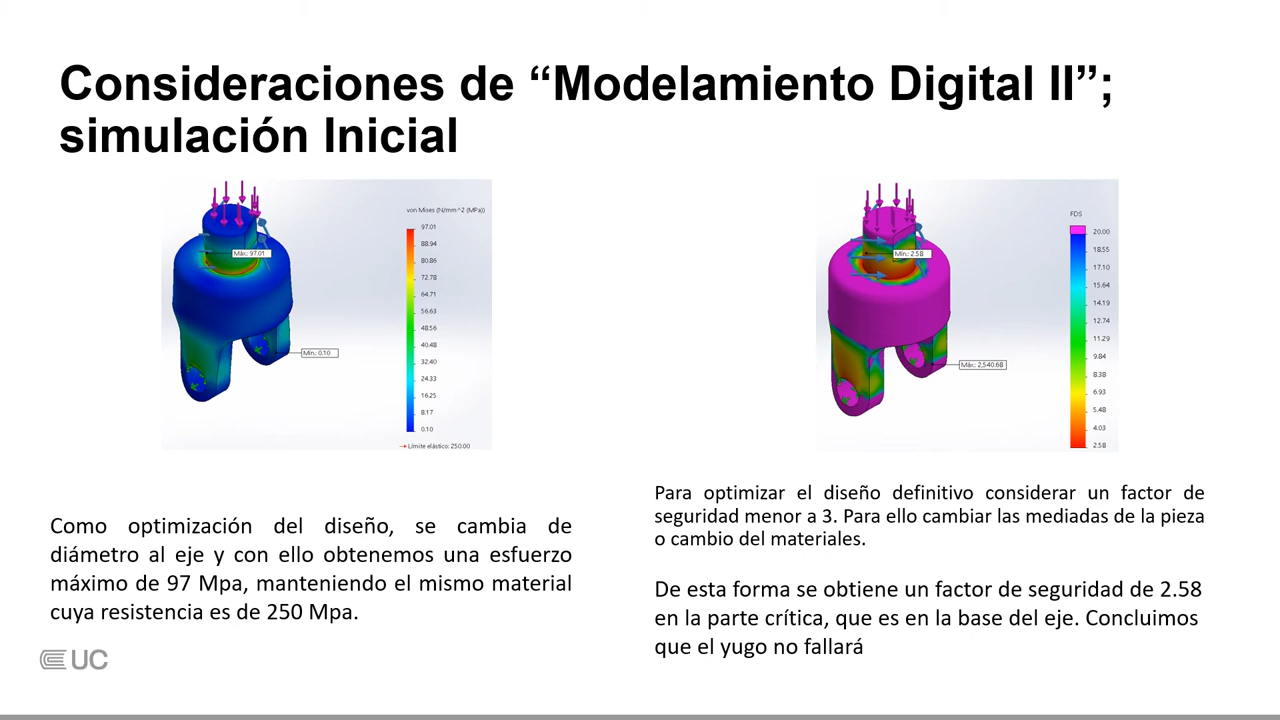 Consideraciones de “Modelamiento Digital II”;
simulación Inicial
von Mises (N/mm^2 (MPa))
Máx.: 97.01
Mín.: 0.10
97.01
88.94
80.86
72.78
64.71
56.63
48.56
40.48
32.40
24.33
16.25
8.17
0.10
Límite elástico: 250.00
FDS
Mín.: 2.58
Máx.: 2,540.68
20.00
18.55
17.10
15.64
14.19
12.74
11.29
9.84
8.38
6.93
5.48
4.03
2.58
Como optimización del diseño, se cambia de
diámetro al eje y con ello obtenemos una esfuerzo
máximo de 97 Mpa, manteniendo el mismo material
cuya resistencia es de 250 Mpa.
Para optimizar el diseño definitivo considerar un factor de
seguridad menor a 3. Para ello cambiar las mediadas de la pieza
o cambio del materiales.
De esta forma se obtiene un factor de seguridad de 2.58
en la parte crítica, que es en la base del eje. Concluimos
que el yugo no fallará
UC